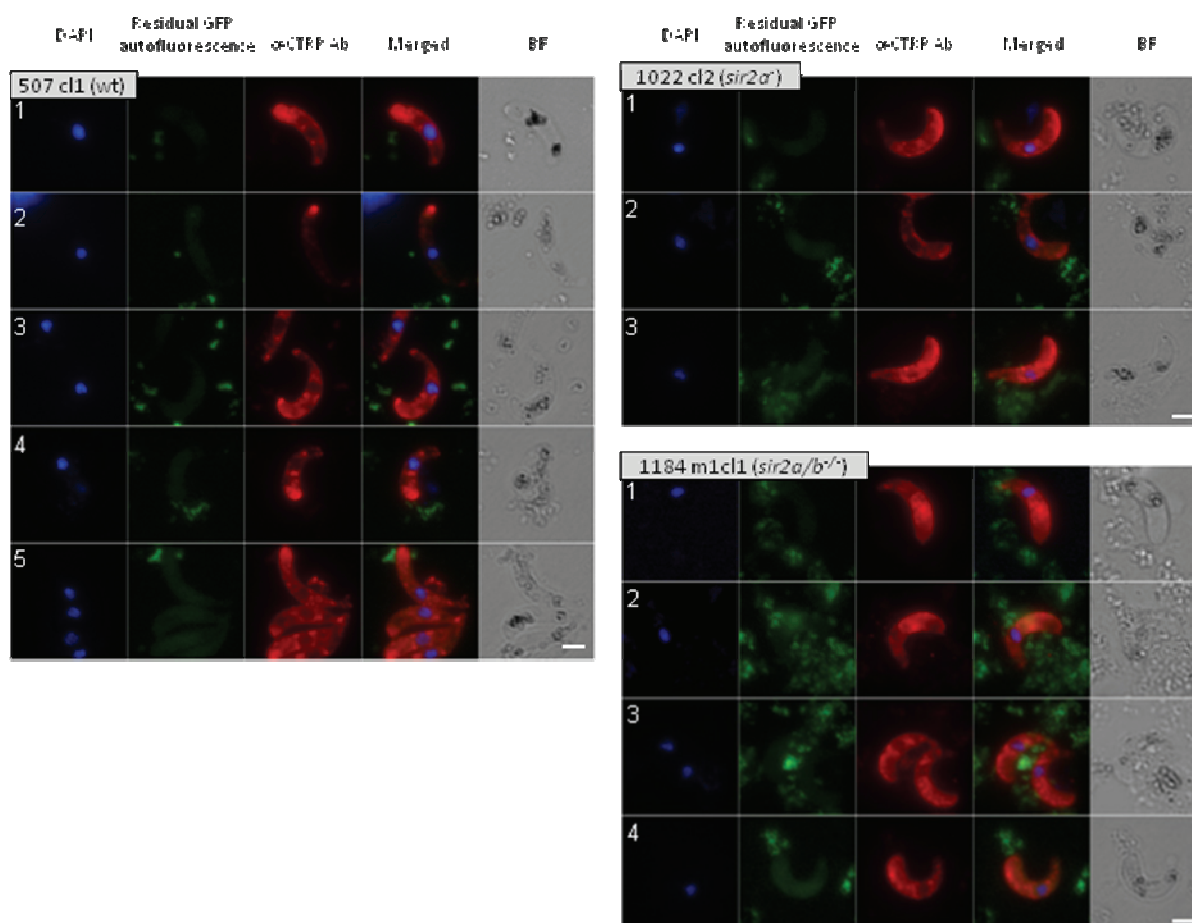 DAPI Residual GFP autofluorescence α-CTRP Ab Merged BF
507 cl1 (wt)
1
2
3
4
5
DAPI Residual GFP autofluorescence α-CTRP Ab Merged BF
1022 cl2 (sir2a⁻)
1
2
3
1184 m1cl1 (sir2a/b⁻/⁻)
1
2
3
4